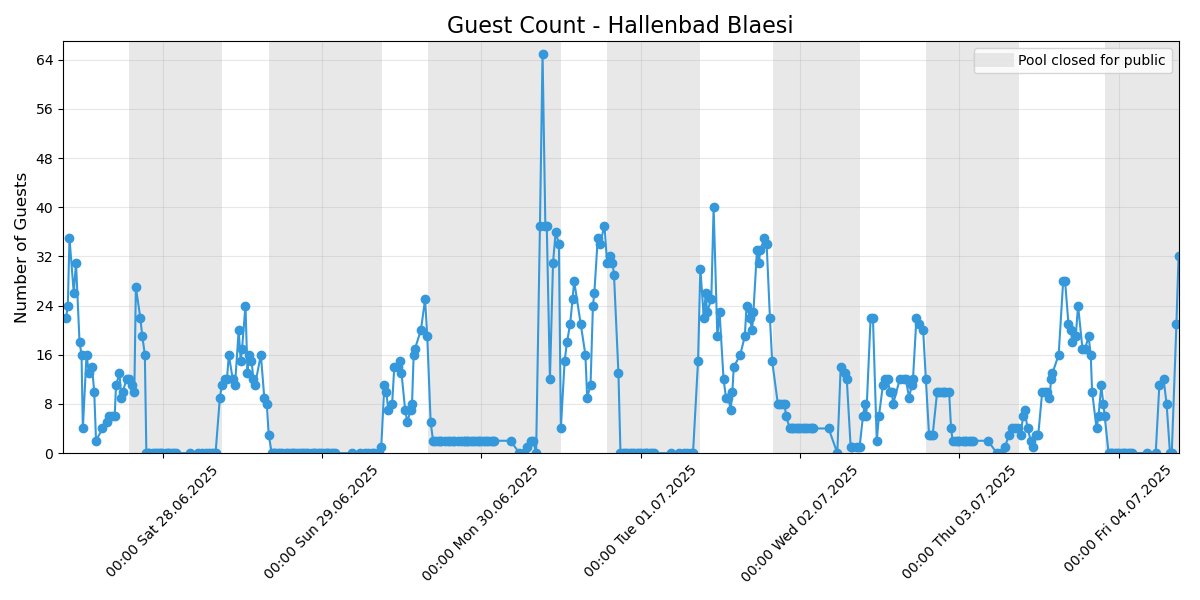 Guest Count - Hallenbad Blaesi
Pool closed for public
Number of Guests
64
56
48
40
32
24
16
8
0
00:00 Sat 28.06.2025
00:00 Sun 29.06.2025
00:00 Mon 30.06.2025
00:00 Tue 01.07.2025
00:00 Wed 02.07.2025
00:00 Thu 03.07.2025
00:00 Fri 04.07.2025